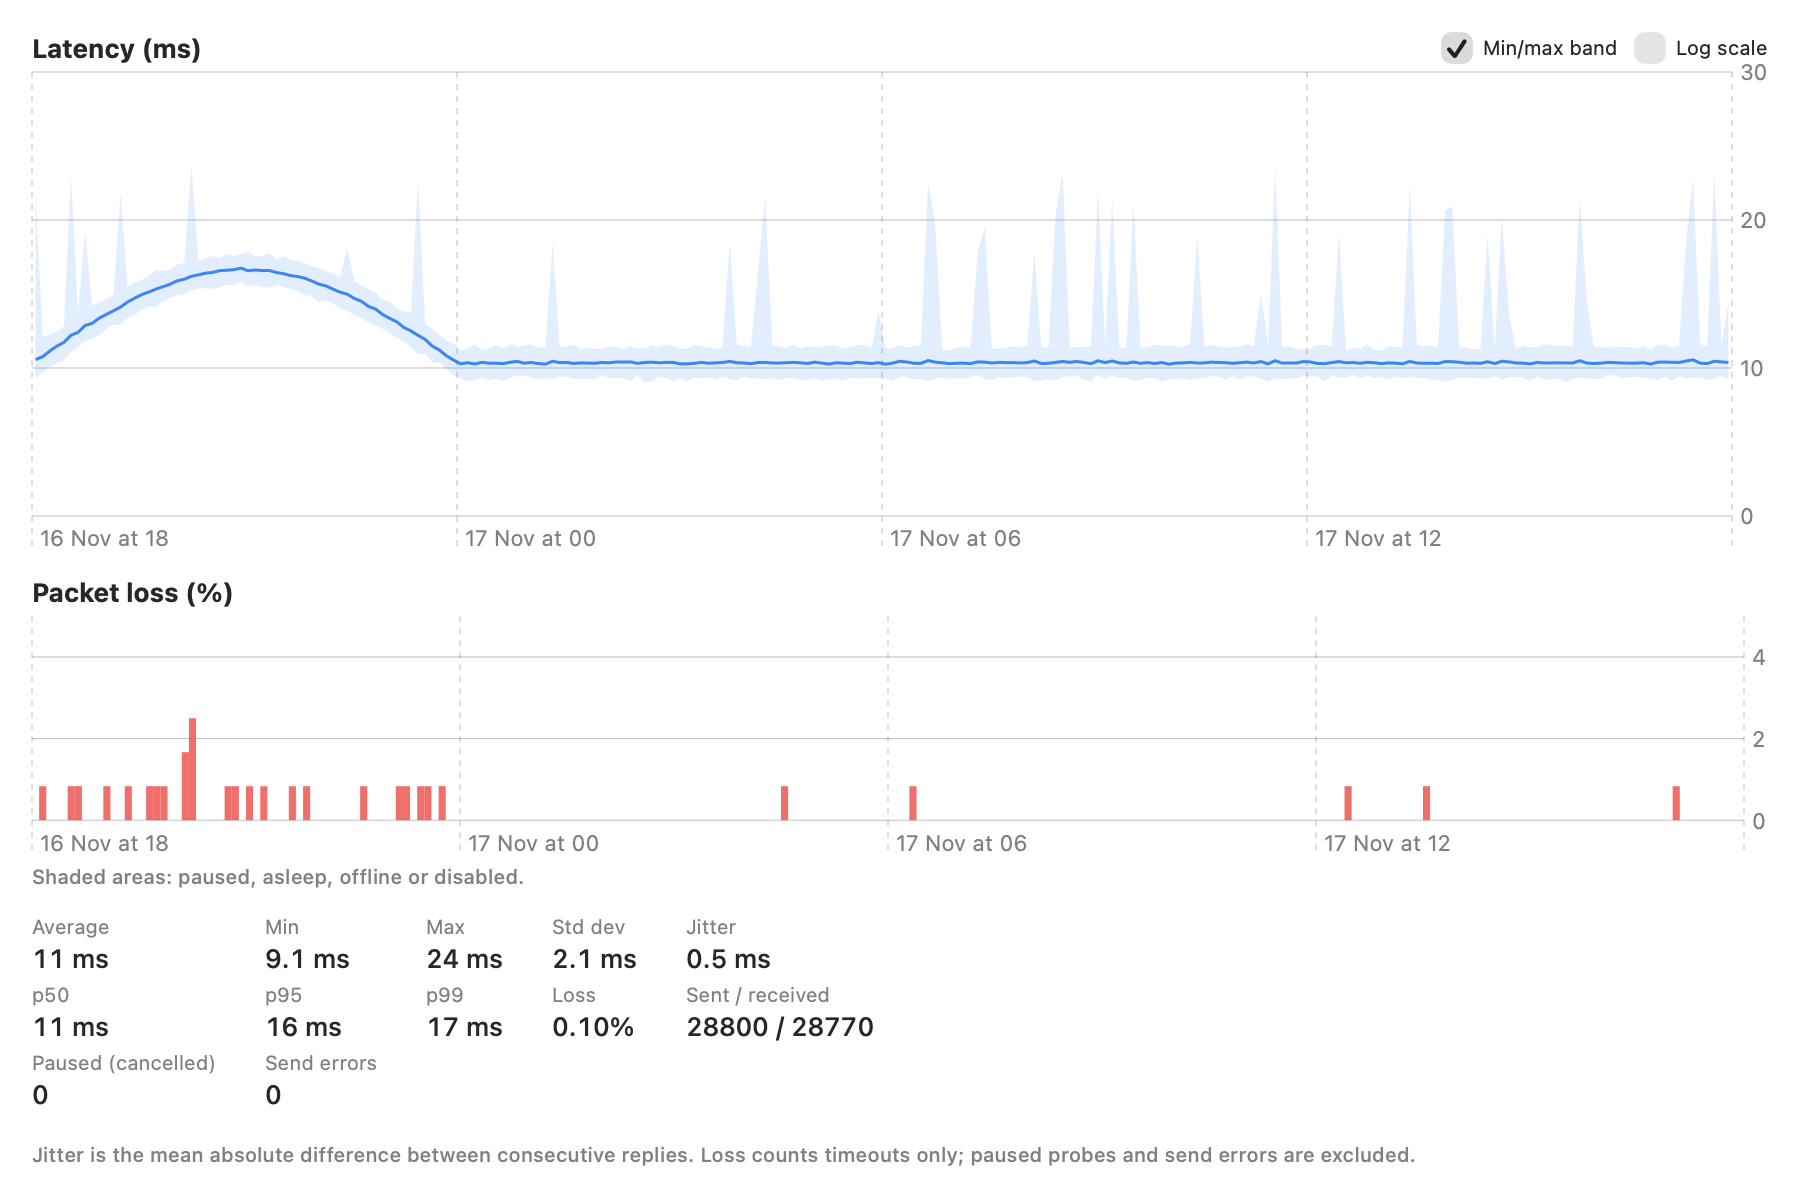 Latency (ms)
Min/max band
Log scale
30
20
10
0
16 Nov at 18
17 Nov at 00
17 Nov at 06
17 Nov at 12
Packet loss (%)
4
2
0
16 Nov at 18
17 Nov at 00
17 Nov at 06
17 Nov at 12
Shaded areas: paused, asleep, offline or disabled.
Average Min Max Std dev Jitter
11 ms 9.1 ms 24 ms 2.1 ms 0.5 ms
p50 p95 p99 Loss Sent / received
11 ms 16 ms 17 ms 0.10% 28800 / 28770
Paused (cancelled) Send errors
0 0
Jitter is the mean absolute difference between consecutive replies. Loss counts timeouts only; paused probes and send errors are excluded.